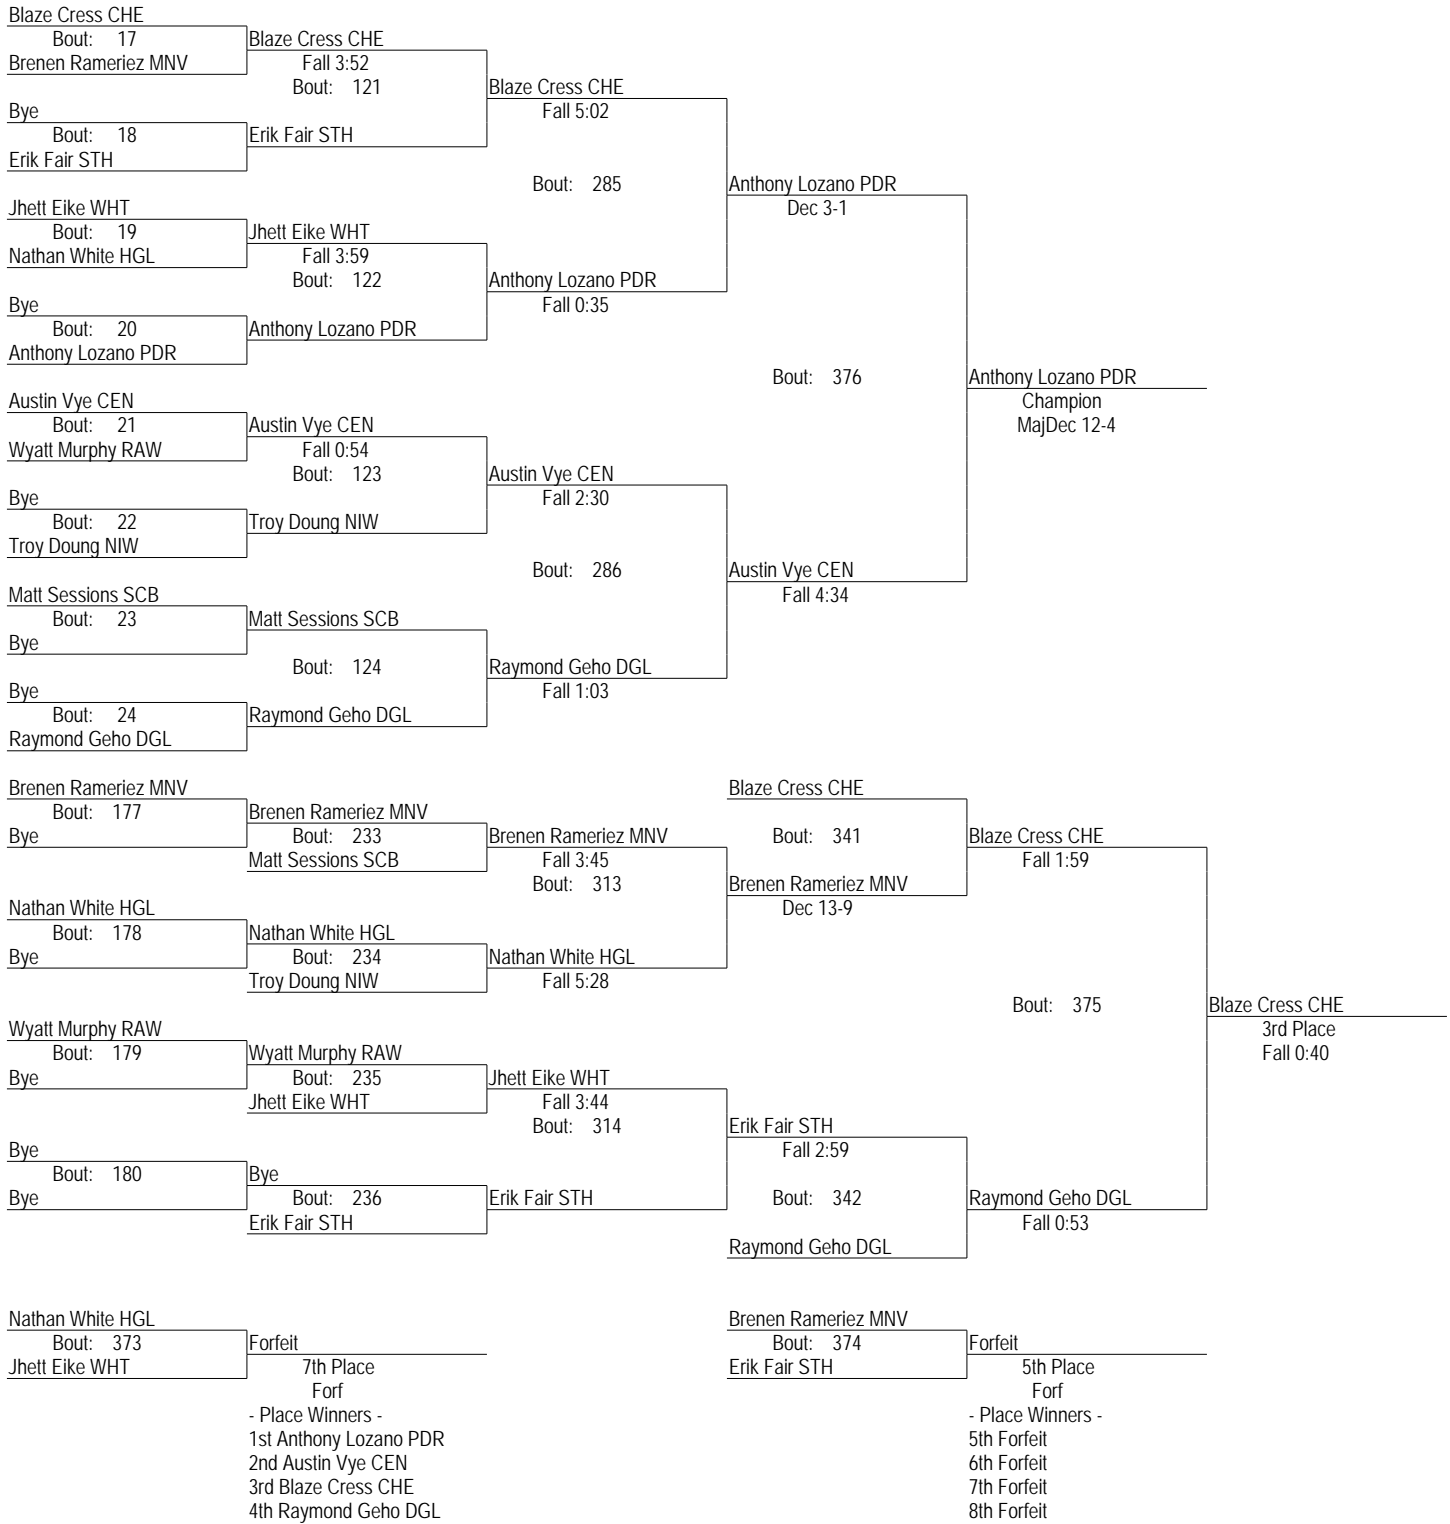 Blaze Cress CHE
Bout: 17
Brenen Rameriez MNV
Blaze Cress CHE
Fall 3:52
Bout: 121
Blaze Cress CHE
Fall 5:02
Bye
Bout: 18
Erik Fair STH
Erik Fair STH
Bout: 285
Anthony Lozano PDR
Dec 3-1
Jhett Eike WHT
Bout: 19
Nathan White HGL
Jhett Eike WHT
Fall 3:59
Bout: 122
Anthony Lozano PDR
Fall 0:35
Bye
Bout: 20
Anthony Lozano PDR
Anthony Lozano PDR
Bout: 376
Anthony Lozano PDR
Champion
MajDec 12-4
Austin Vye CEN
Bout: 21
Wyatt Murphy RAW
Austin Vye CEN
Fall 0:54
Bout: 123
Austin Vye CEN
Fall 2:30
Bye
Bout: 22
Troy Doung NIW
Troy Doung NIW
Bout: 286
Austin Vye CEN
Fall 4:34
Matt Sessions SCB
Bout: 23
Bye
Matt Sessions SCB
Bout: 124
Raymond Geho DGL
Fall 1:03
Bye
Bout: 24
Raymond Geho DGL
Raymond Geho DGL
Brenen Rameriez MNV
Bout: 177
Bye
Brenen Rameriez MNV
Bout: 233
Matt Sessions SCB
Brenen Rameriez MNV
Fall 3:45
Bout: 313
Blaze Cress CHE
Bout: 341
Brenen Rameriez MNV
Dec 13-9
Blaze Cress CHE
Fall 1:59
Nathan White HGL
Bout: 178
Bye
Nathan White HGL
Bout: 234
Troy Doung NIW
Nathan White HGL
Fall 5:28
Bout: 375
Blaze Cress CHE
3rd Place
Fall 0:40
Wyatt Murphy RAW
Bout: 179
Bye
Wyatt Murphy RAW
Bout: 235
Jhett Eike WHT
Jhett Eike WHT
Fall 3:44
Bout: 314
Erik Fair STH
Fall 2:59
Bout: 342
Raymond Geho DGL
Raymond Geho DGL
Fall 0:53
Bye
Bout: 180
Bye
Bye
Bout: 236
Erik Fair STH
Erik Fair STH
Nathan White HGL
Bout: 373
Jhett Eike WHT
Forfeit
7th Place
Forf
- Place Winners -
1st Anthony Lozano PDR
2nd Austin Vye CEN
3rd Blaze Cress CHE
4th Raymond Geho DGL
Brenen Rameriez MNV
Bout: 374
Erik Fair STH
Forfeit
5th Place
Forf
- Place Winners -
5th Forfeit
6th Forfeit
7th Forfeit
8th Forfeit